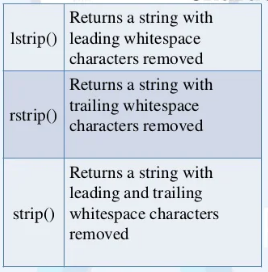 lstrip()
Returns a string with
leading whitespace
characters removed
rstrip()
Returns a string with
trailing whitespace
characters removed
strip()
Returns a string with
leading and trailing
whitespace characters
removed